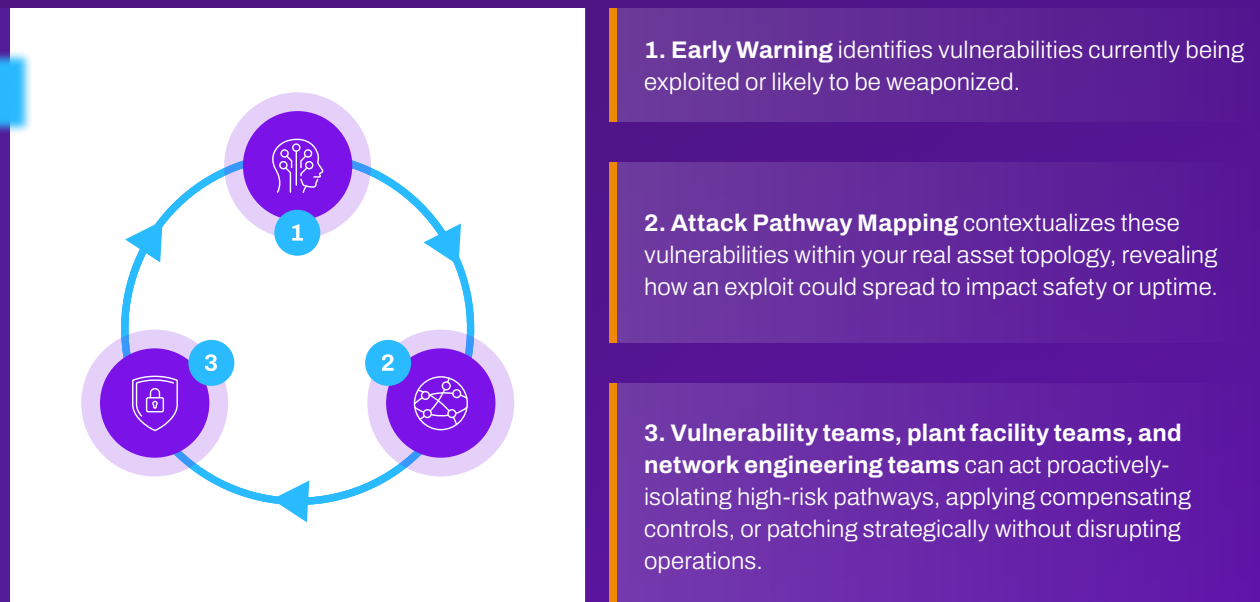 1
3
2
1. Early Warning identifies vulnerabilities currently being
exploited or likely to be weaponized.
2. Attack Pathway Mapping contextualizes these
vulnerabilities within your real asset topology, revealing
how an exploit could spread to impact safety or uptime.
3. Vulnerability teams, plant facility teams, and
network engineering teams can act proactively-
isolating high-risk pathways, applying compensating
controls, or patching strategically without disrupting
operations.